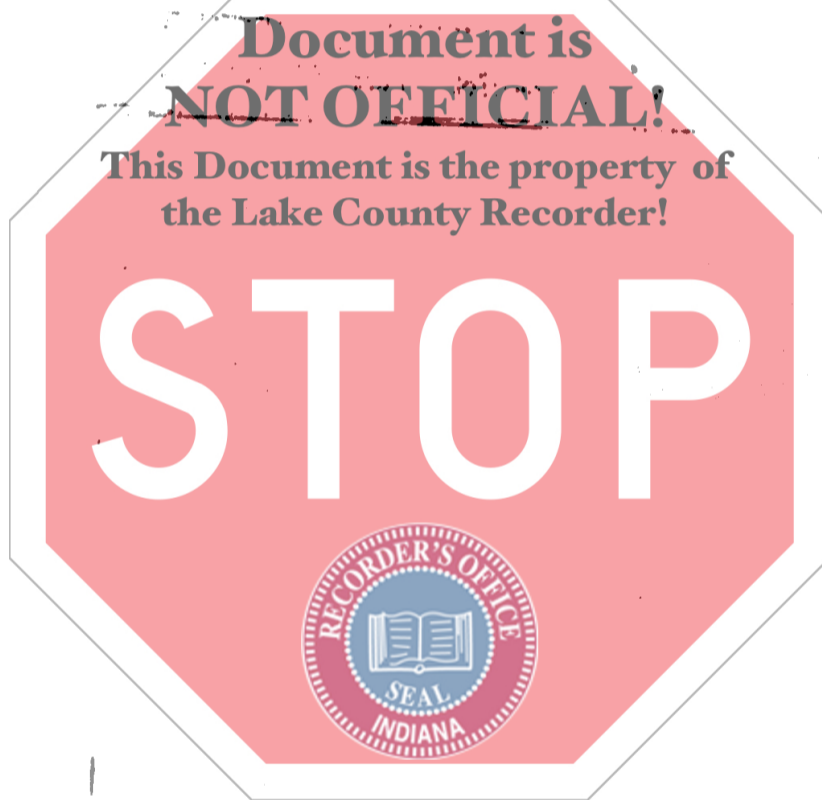 Document is
NOT OFFICIAL!
This Document is the property of
the Lake County Recorder!
STOP
RECORDER'S OFFICE
SEAL
INDIANA